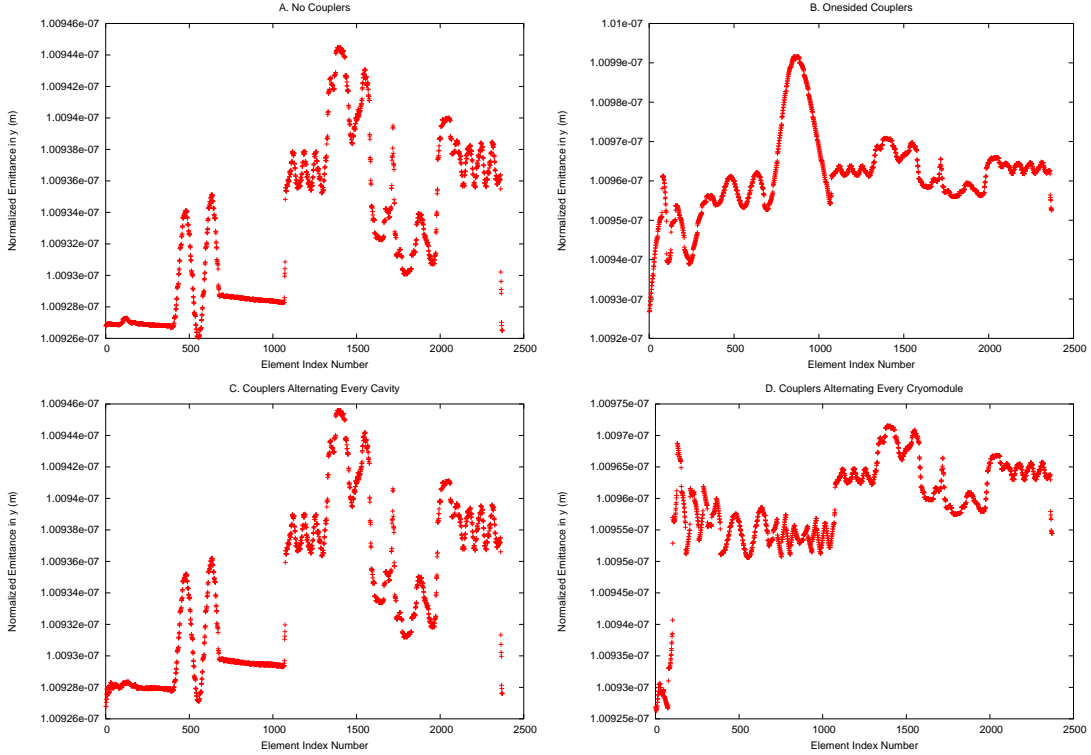 A. No Couplers
1.00946e-07
1.00944e-07
1.00942e-07
1.0094e-07
1.00938e-07
1.00936e-07
1.00934e-07
1.00932e-07
1.0093e-07
1.00928e-07
1.00926e-07
Normalized Emittance in y (m)
0 500 1000 1500 2000 2500
Element Index Number
B. Onesided Couplers
1.01e-07
1.0099e-07
1.0098e-07
1.0097e-07
1.0096e-07
1.0095e-07
1.0094e-07
1.0093e-07
1.0092e-07
Normalized Emittance in y (m)
0 500 1000 1500 2000 2500
Element Index Number
C. Couplers Alternating Every Cavity
1.00946e-07
1.00944e-07
1.00942e-07
1.0094e-07
1.00938e-07
1.00936e-07
1.00934e-07
1.00932e-07
1.0093e-07
1.00928e-07
1.00926e-07
Normalized Emittance in y (m)
0 500 1000 1500 2000 2500
Element Index Number
D. Couplers Alternating Every Cryomodule
1.00975e-07
1.0097e-07
1.00965e-07
1.0096e-07
1.00955e-07
1.0095e-07
1.00945e-07
1.0094e-07
1.00935e-07
1.0093e-07
1.00925e-07
Normalized Emittance in y (m)
0 500 1000 1500 2000 2500
Element Index Number